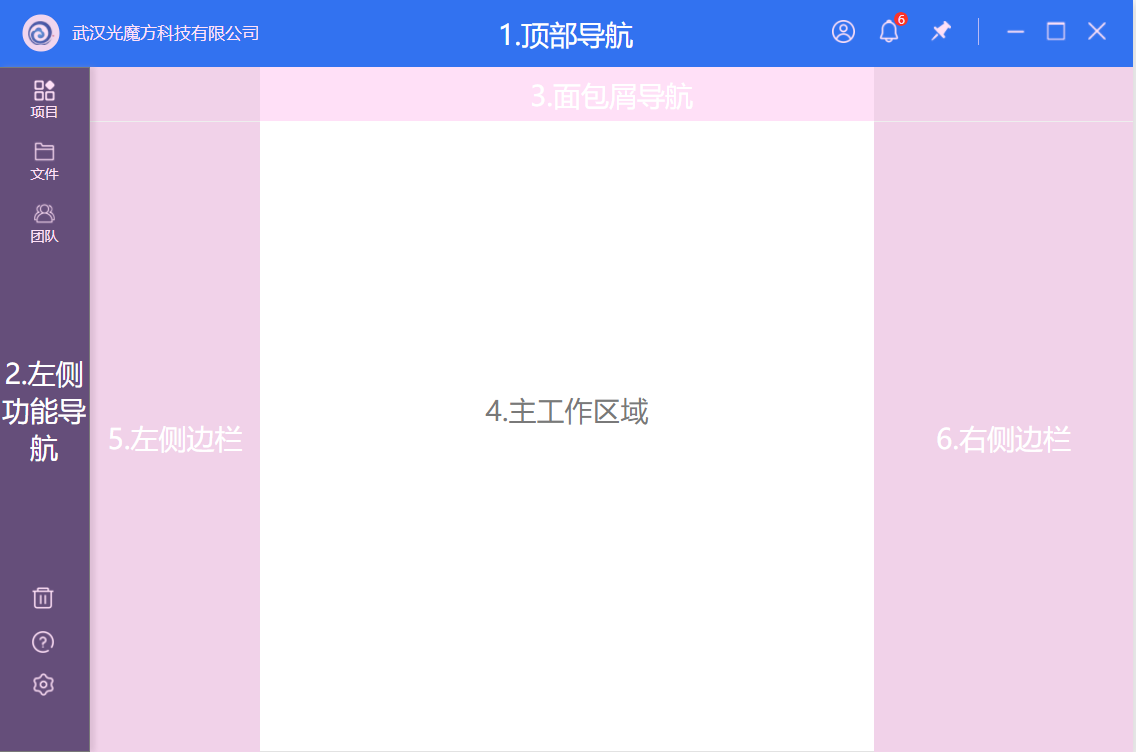 武汉光魔方科技有限公司
1.顶部导航
6
项目
文件
团队
2.左侧
功能导
航
3.面包屑导航
5.左侧边栏
4.主工作区域
6.右侧边栏